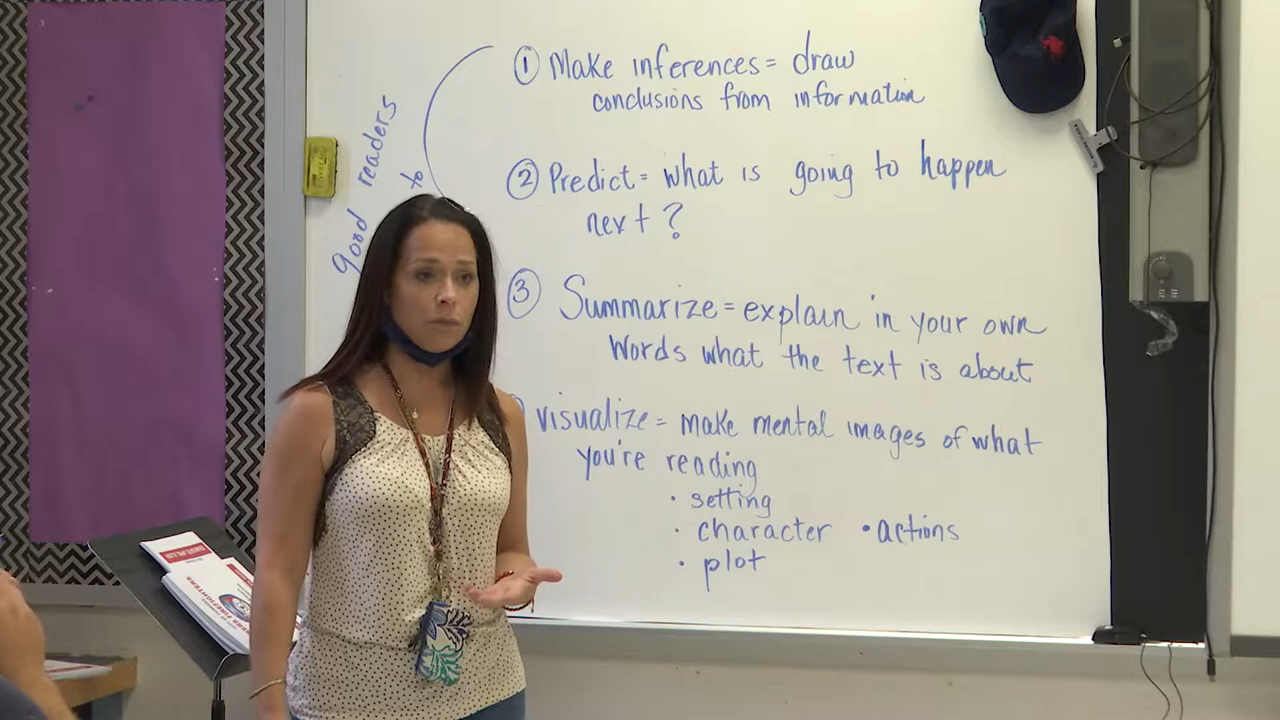 good readers
to
① Make inferences = draw
conclusions from information
② Predict = what is going to happen
next?
③ Summarize = explain in your own
words what the text is about
visualize = make mental images of what
you're reading
• setting
• character • actions
• plot